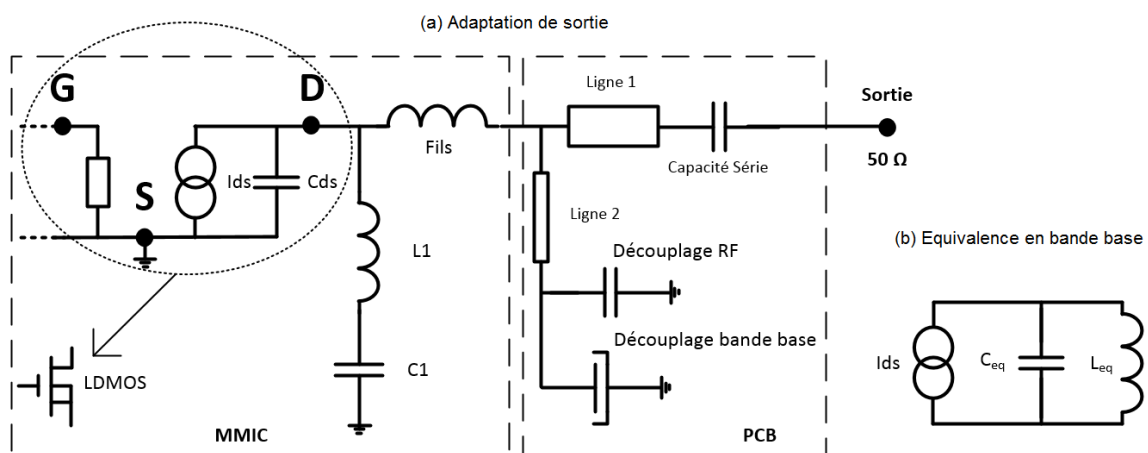 (a) Adaptation de sortie
G
D
S
Ids
Cds
Fils
L1
C1
LDMOS
MMIC
Ligne 1
Capacité Série
Ligne 2
Découplage RF
Découplage bande base
PCB
Sortie
50 Ω
(b) Equivalence en bande base
Ids
Ceq
Leq